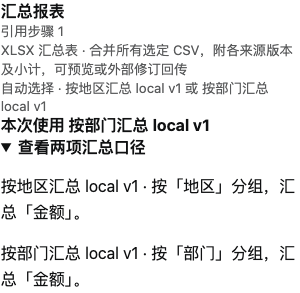 汇总报表
引用步骤 1
XLSX 汇总表 · 合并所有选定 CSV，附各来源版本
及小计，可预览或外部修订回传
自动选择 · 按地区汇总 local v1 或 按部门汇总
local v1
本次使用 按部门汇总 local v1
▼ 查看两项汇总口径
按地区汇总 local v1 · 按「地区」分组，汇
总「金额」。
按部门汇总 local v1 · 按「部门」分组，汇
总「金额」。